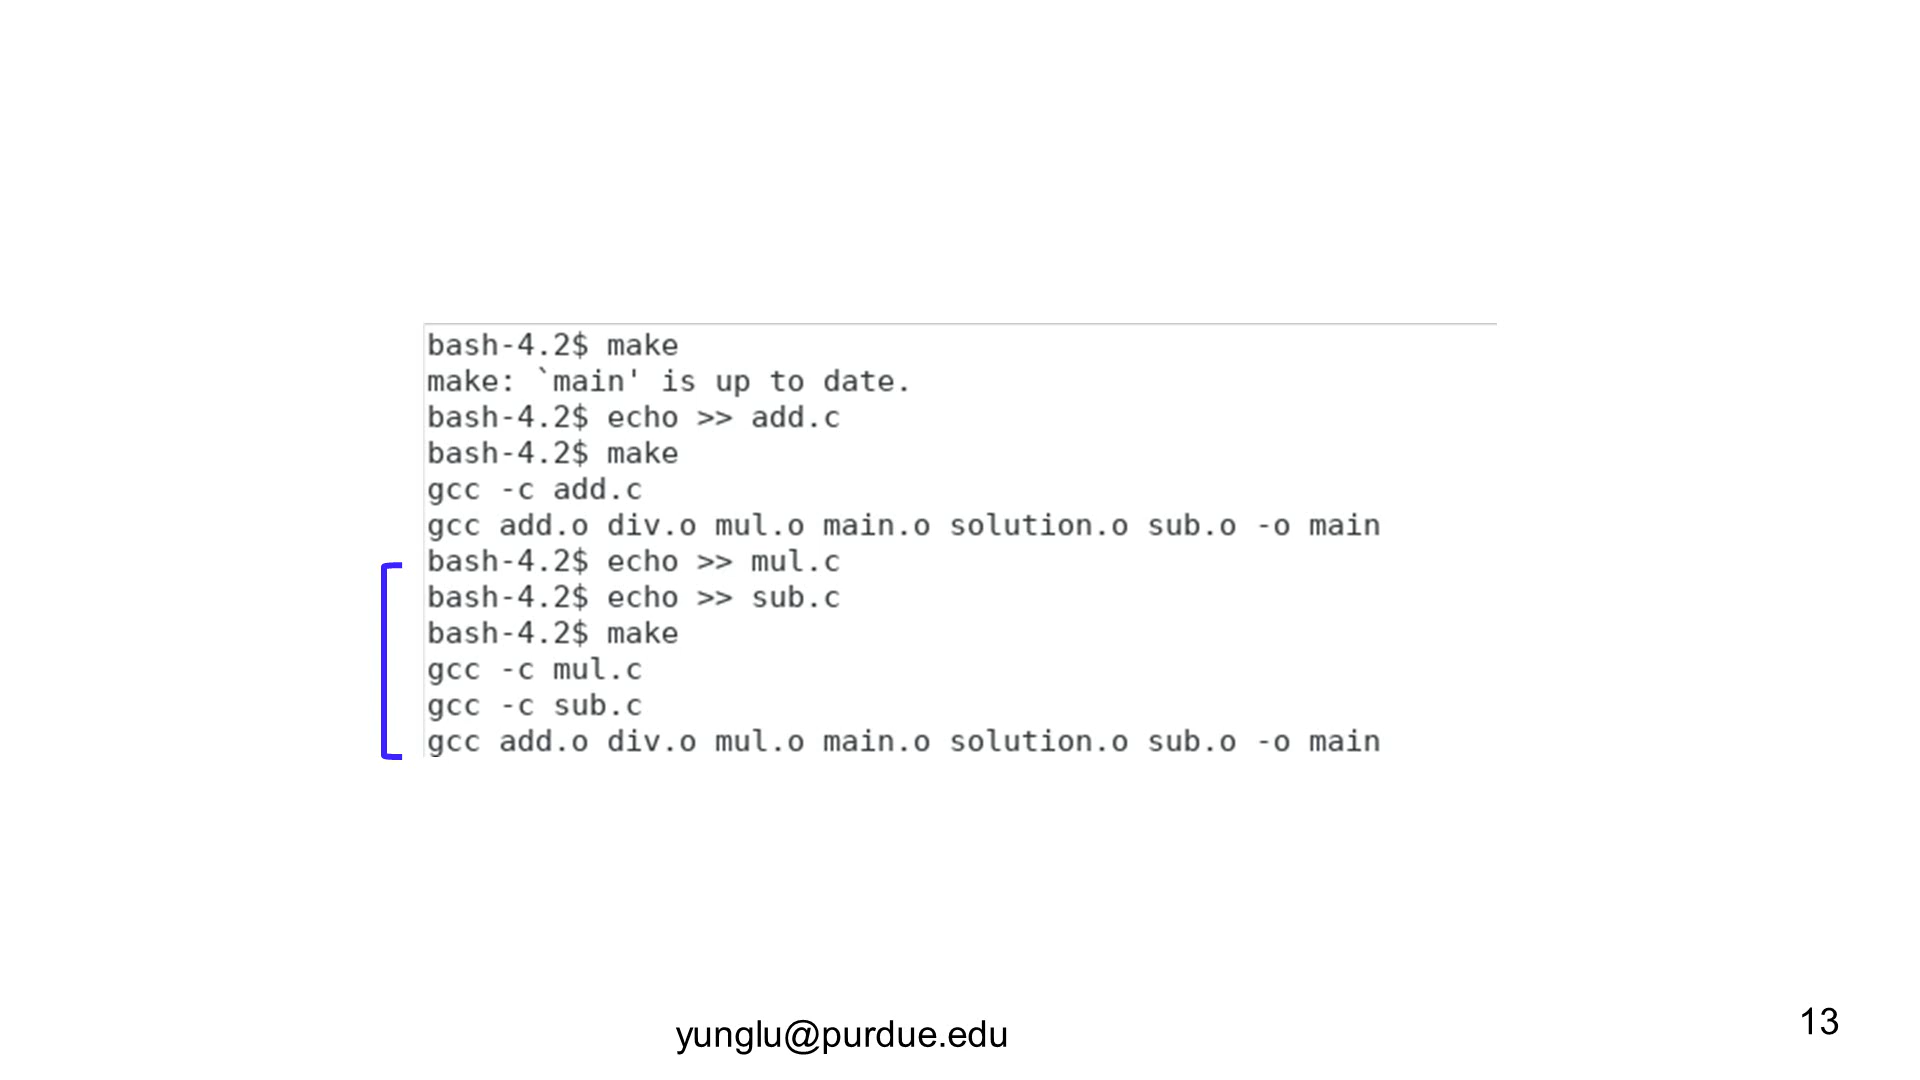 bash-4.2$ make
make: `main' is up to date.
bash-4.2$ echo >> add.c
bash-4.2$ make
gcc -c add.c
gcc add.o div.o mul.o main.o solution.o sub.o -o main
bash-4.2$ echo >> mul.c
bash-4.2$ echo >> sub.c
bash-4.2$ make
gcc -c mul.c
gcc -c sub.c
gcc add.o div.o mul.o main.o solution.o sub.o -o main
yunglu@purdue.edu
13